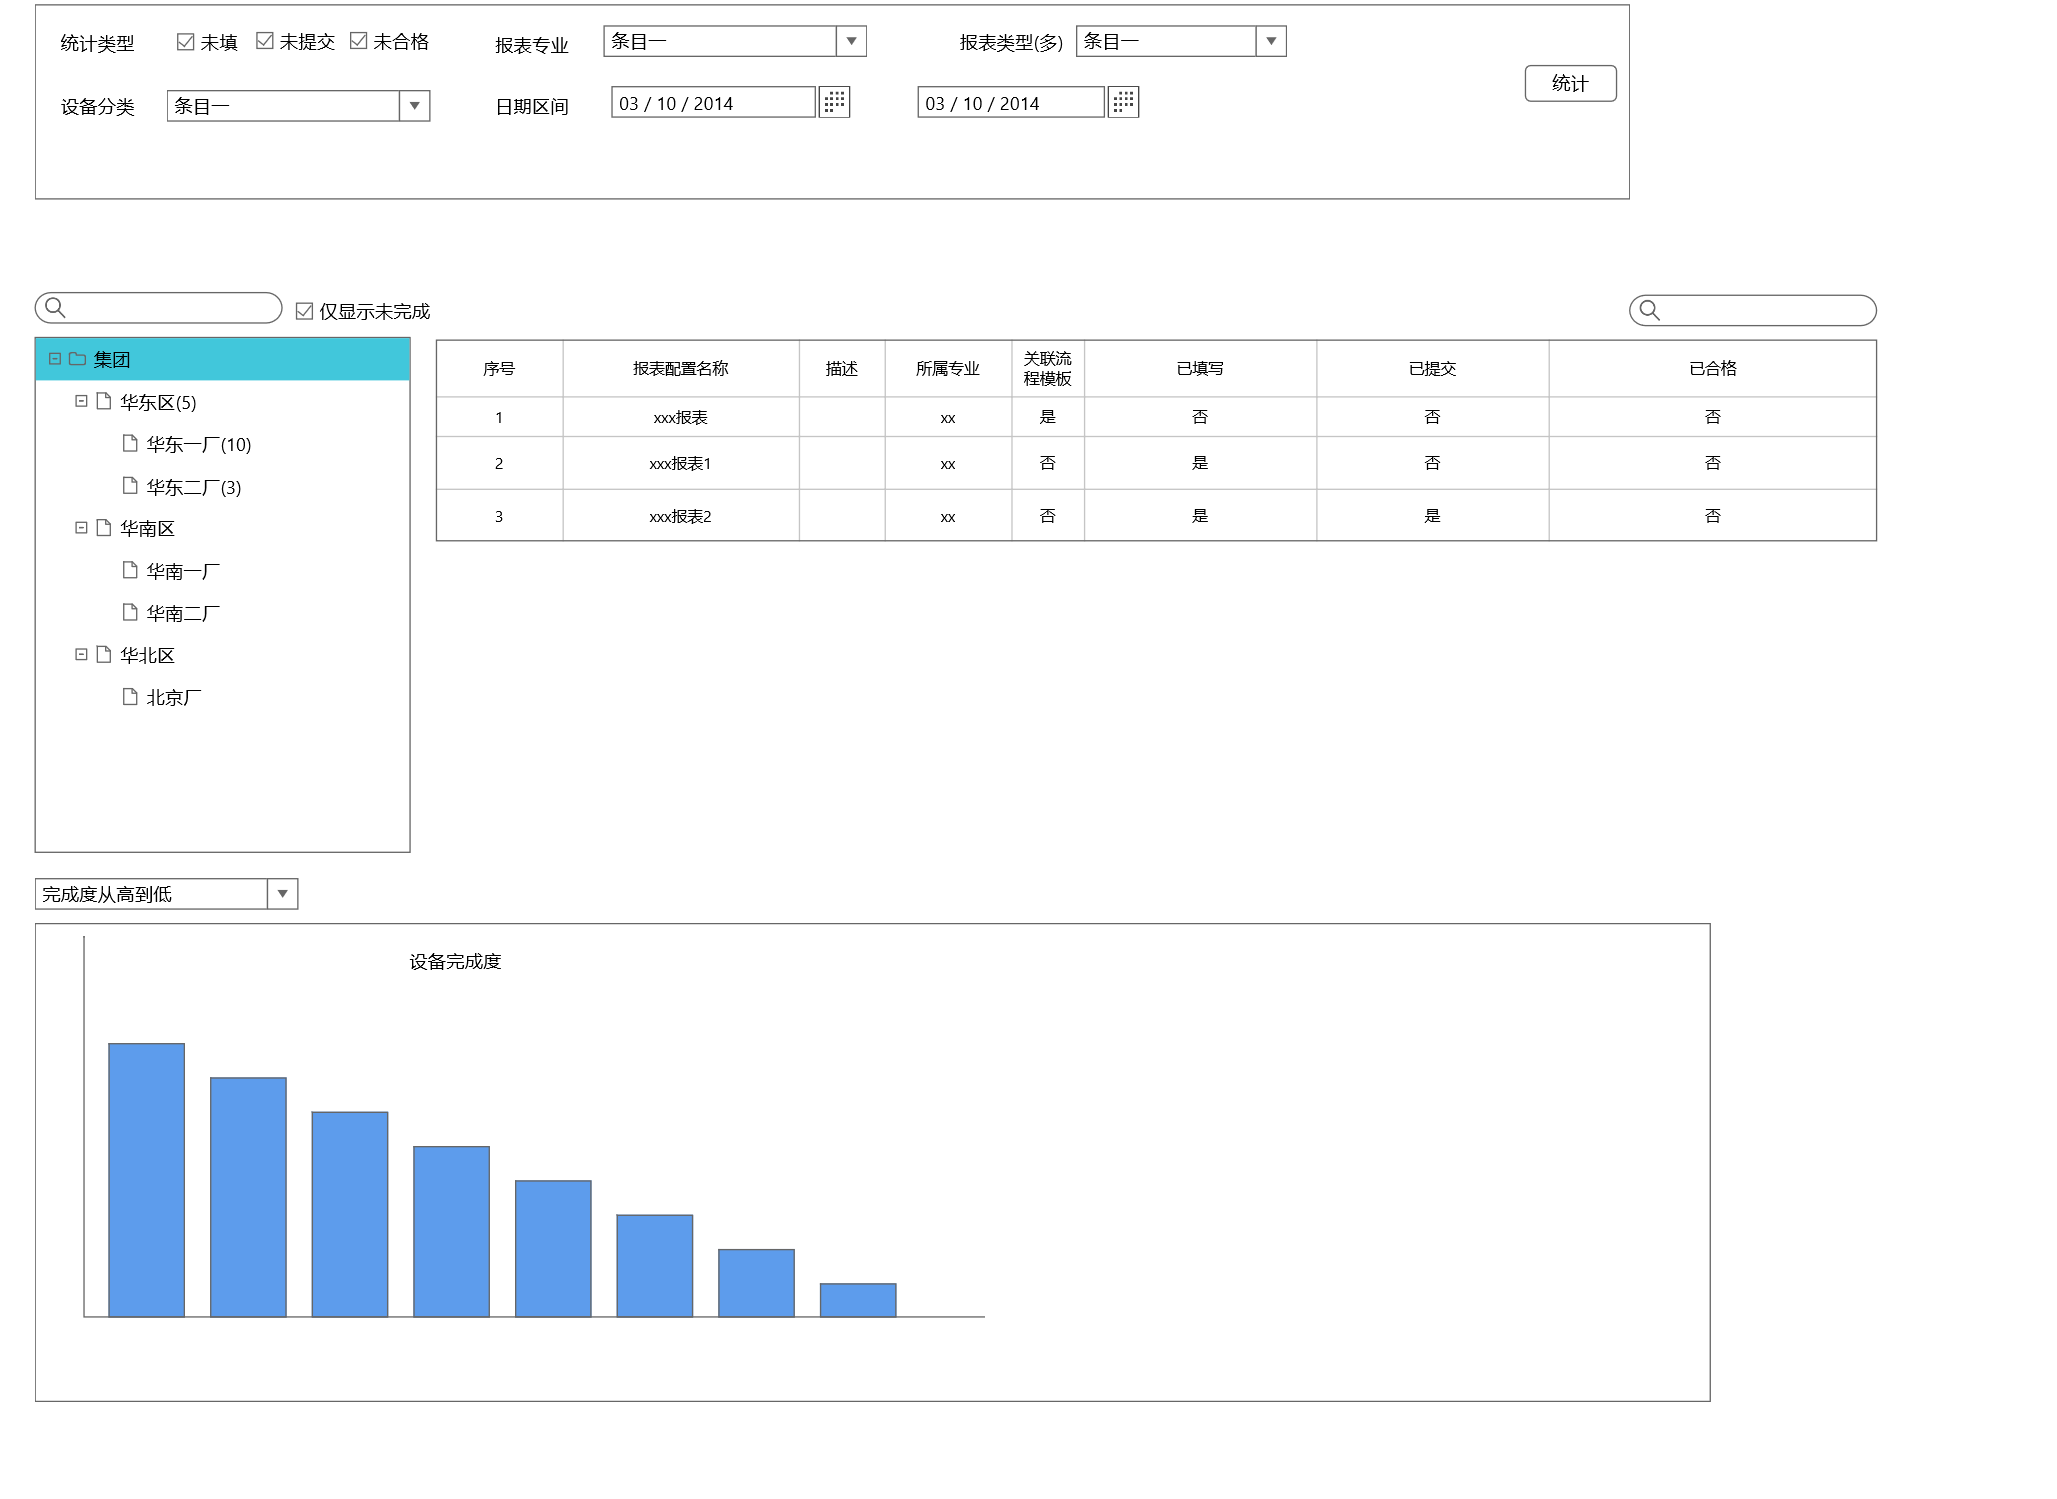 统计类型 未填 未提交 未合格 报表专业 条目一 报表类型(多) 条目一
统计
设备分类 条目一 日期区间 03 / 10 / 2014 03 / 10 / 2014
仅显示未完成
集团
华东区(5)
华东一厂(10)
华东二厂(3)
华南区
华南一厂
华南二厂
华北区
北京厂
序号 报表配置名称 描述 所属专业 关联流程模板 已填写 已提交 已合格
1 xxx报表 xx 是 否 否 否
2 xxx报表1 xx 否 是 否 否
3 xxx报表2 xx 否 是 是 否
完成度从高到低
设备完成度